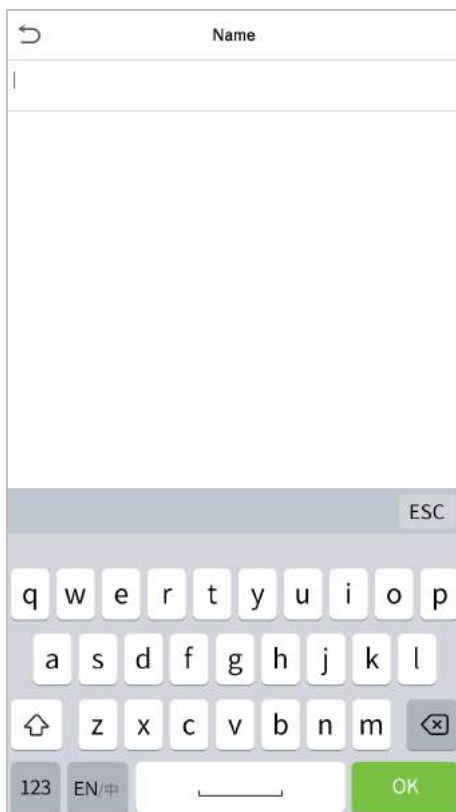 Name
ESC
q w e r t y u i o p
a s d f g h j k l
z x c v b n m
123 EN/中 OK